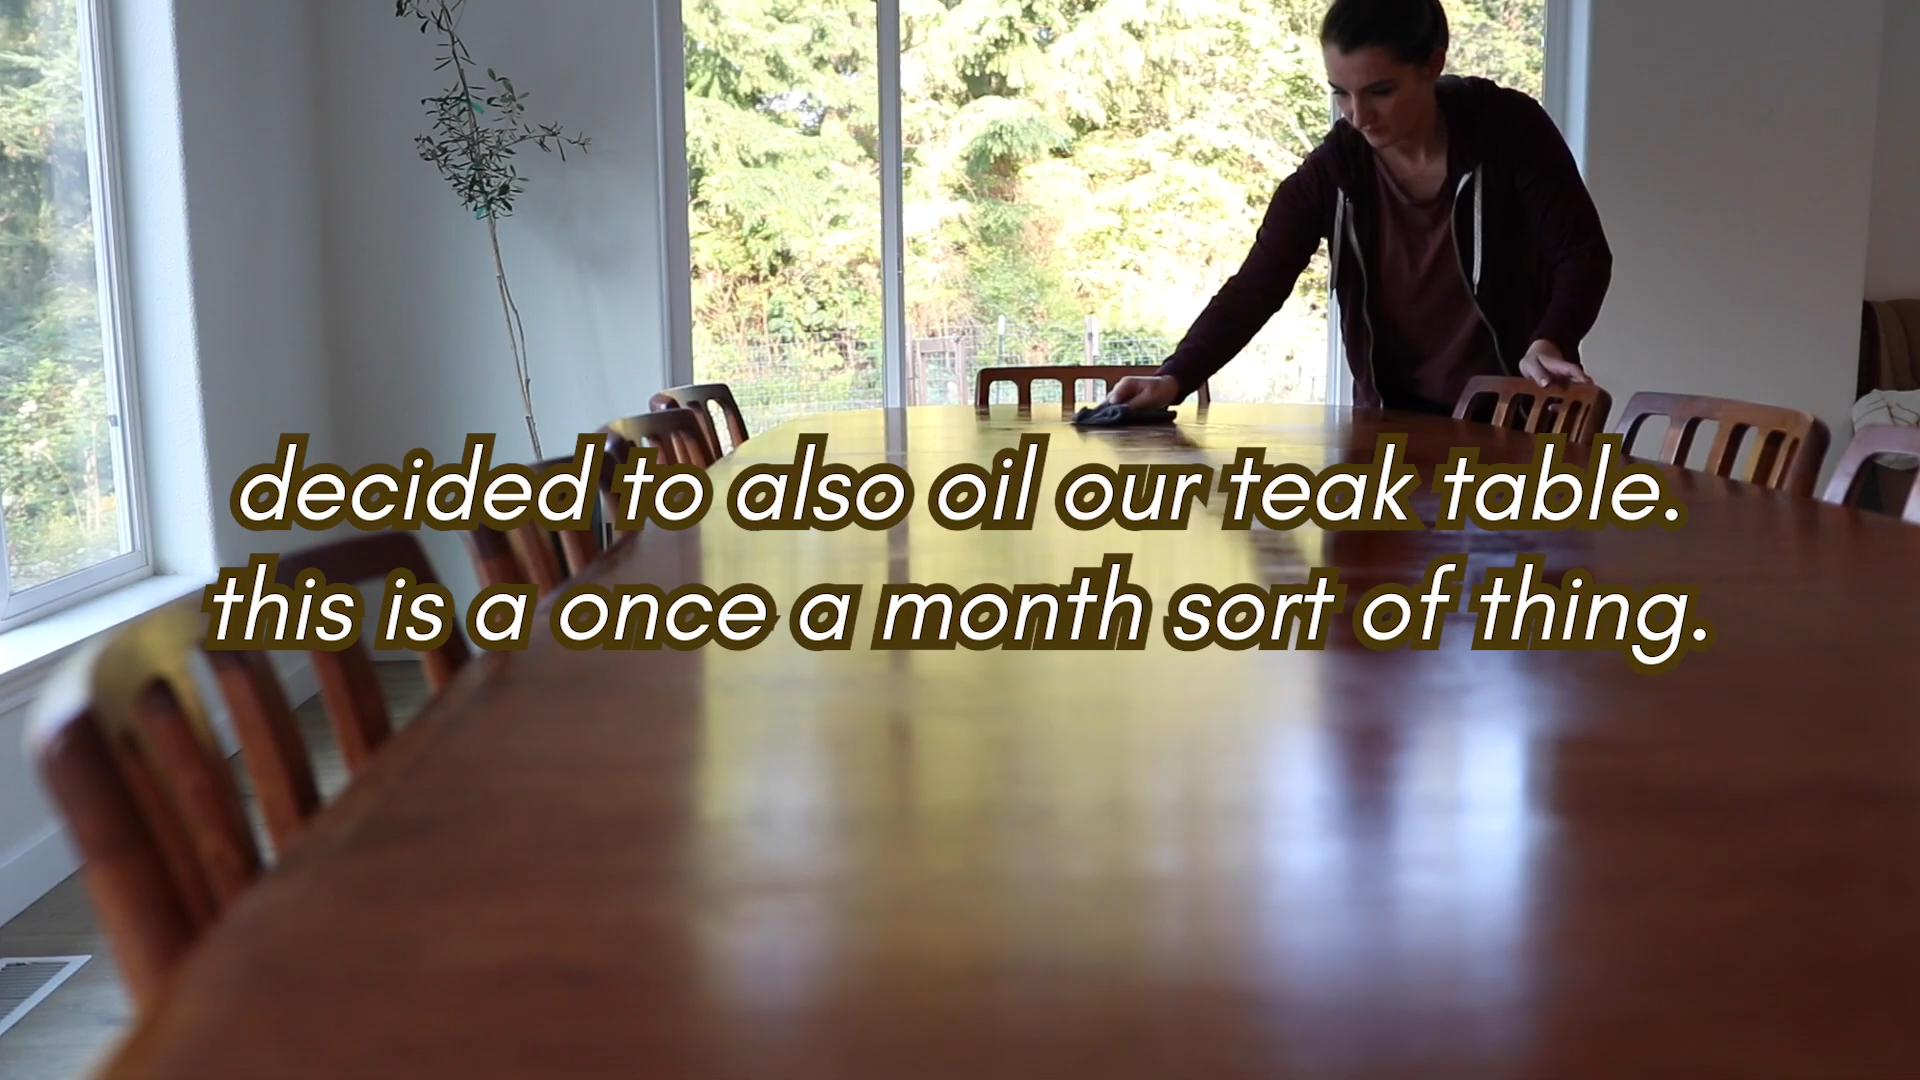 decided to also oil our teak table.
this is a once a month sort of thing.